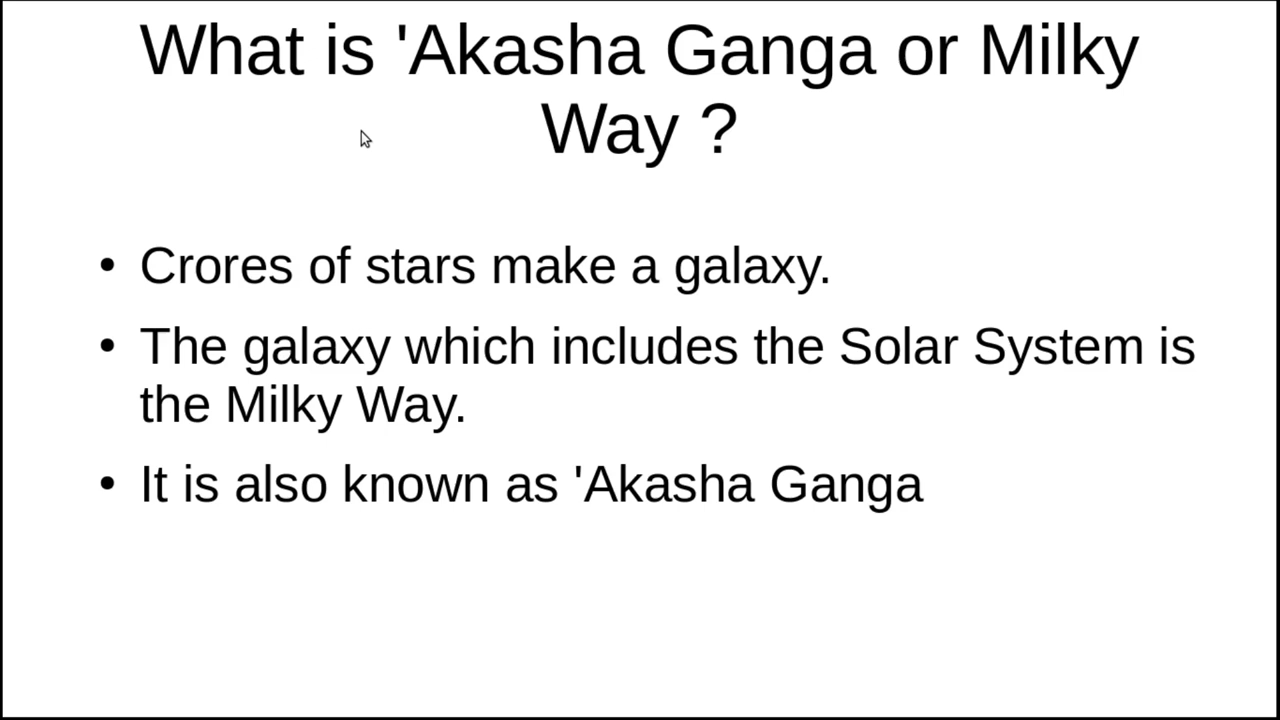 What is 'Akasha Ganga or Milky
Way ?
• Crores of stars make a galaxy.
• The galaxy which includes the Solar System is
the Milky Way.
• It is also known as 'Akasha Ganga